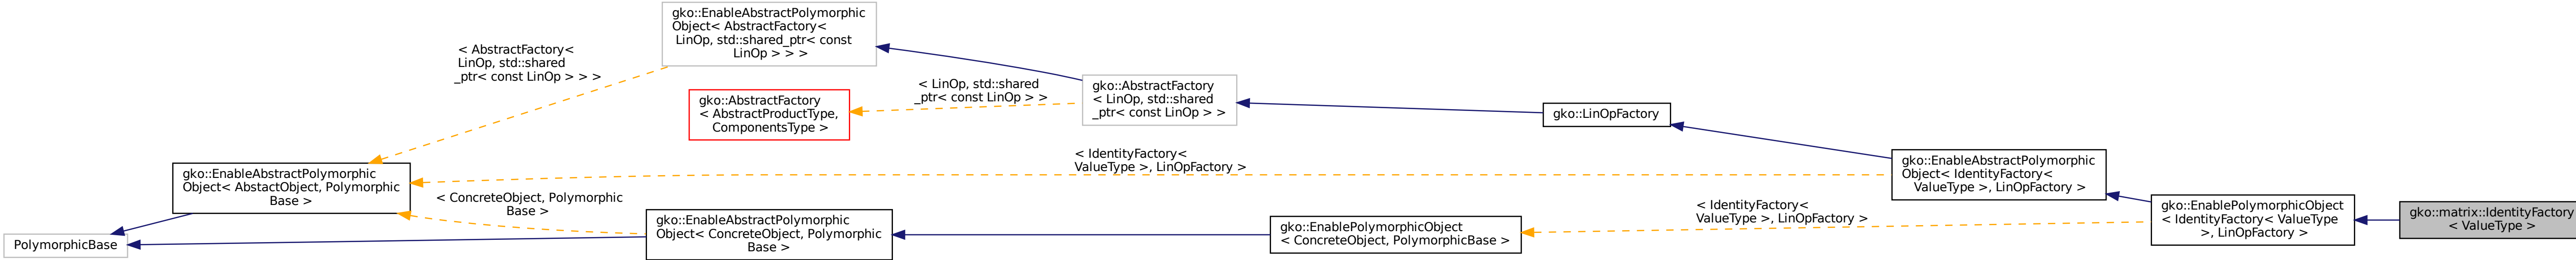 gko::EnableAbstractPolymorphic
Object< AbstractFactory<
LinOp, std::shared_ptr< const
LinOp > > >
< AbstractFactory<
LinOp, std::shared
_ptr< const LinOp > > >
gko::AbstractFactory
< AbstractProductType,
ComponentsType >
< LinOp, std::shared
_ptr< const LinOp > >
gko::AbstractFactory
< LinOp, std::shared
_ptr< const LinOp > >
gko::LinOpFactory
gko::EnableAbstractPolymorphic
Object< AbstactObject, Polymorphic
Base >
< IdentityFactory<
ValueType >, LinOpFactory >
gko::EnableAbstractPolymorphic
Object< IdentityFactory<
ValueType >, LinOpFactory >
< ConcreteObject, Polymorphic
Base >
PolymorphicBase
gko::EnableAbstractPolymorphic
Object< ConcreteObject, Polymorphic
Base >
gko::EnablePolymorphicObject
< ConcreteObject, PolymorphicBase >
< IdentityFactory<
ValueType >, LinOpFactory >
gko::EnablePolymorphicObject
< IdentityFactory< ValueType
>, LinOpFactory >
gko::matrix::IdentityFactory
< ValueType >